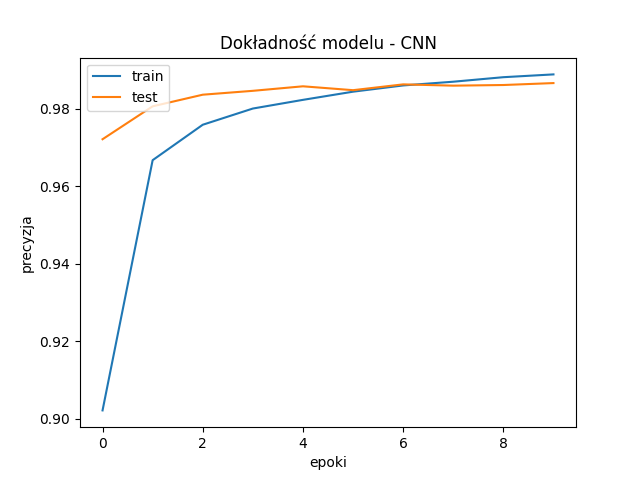 Dokładność modelu - CNN
train
test
precyzja
0.98
0.96
0.94
0.92
0.90
0
2
4
6
8
epoki